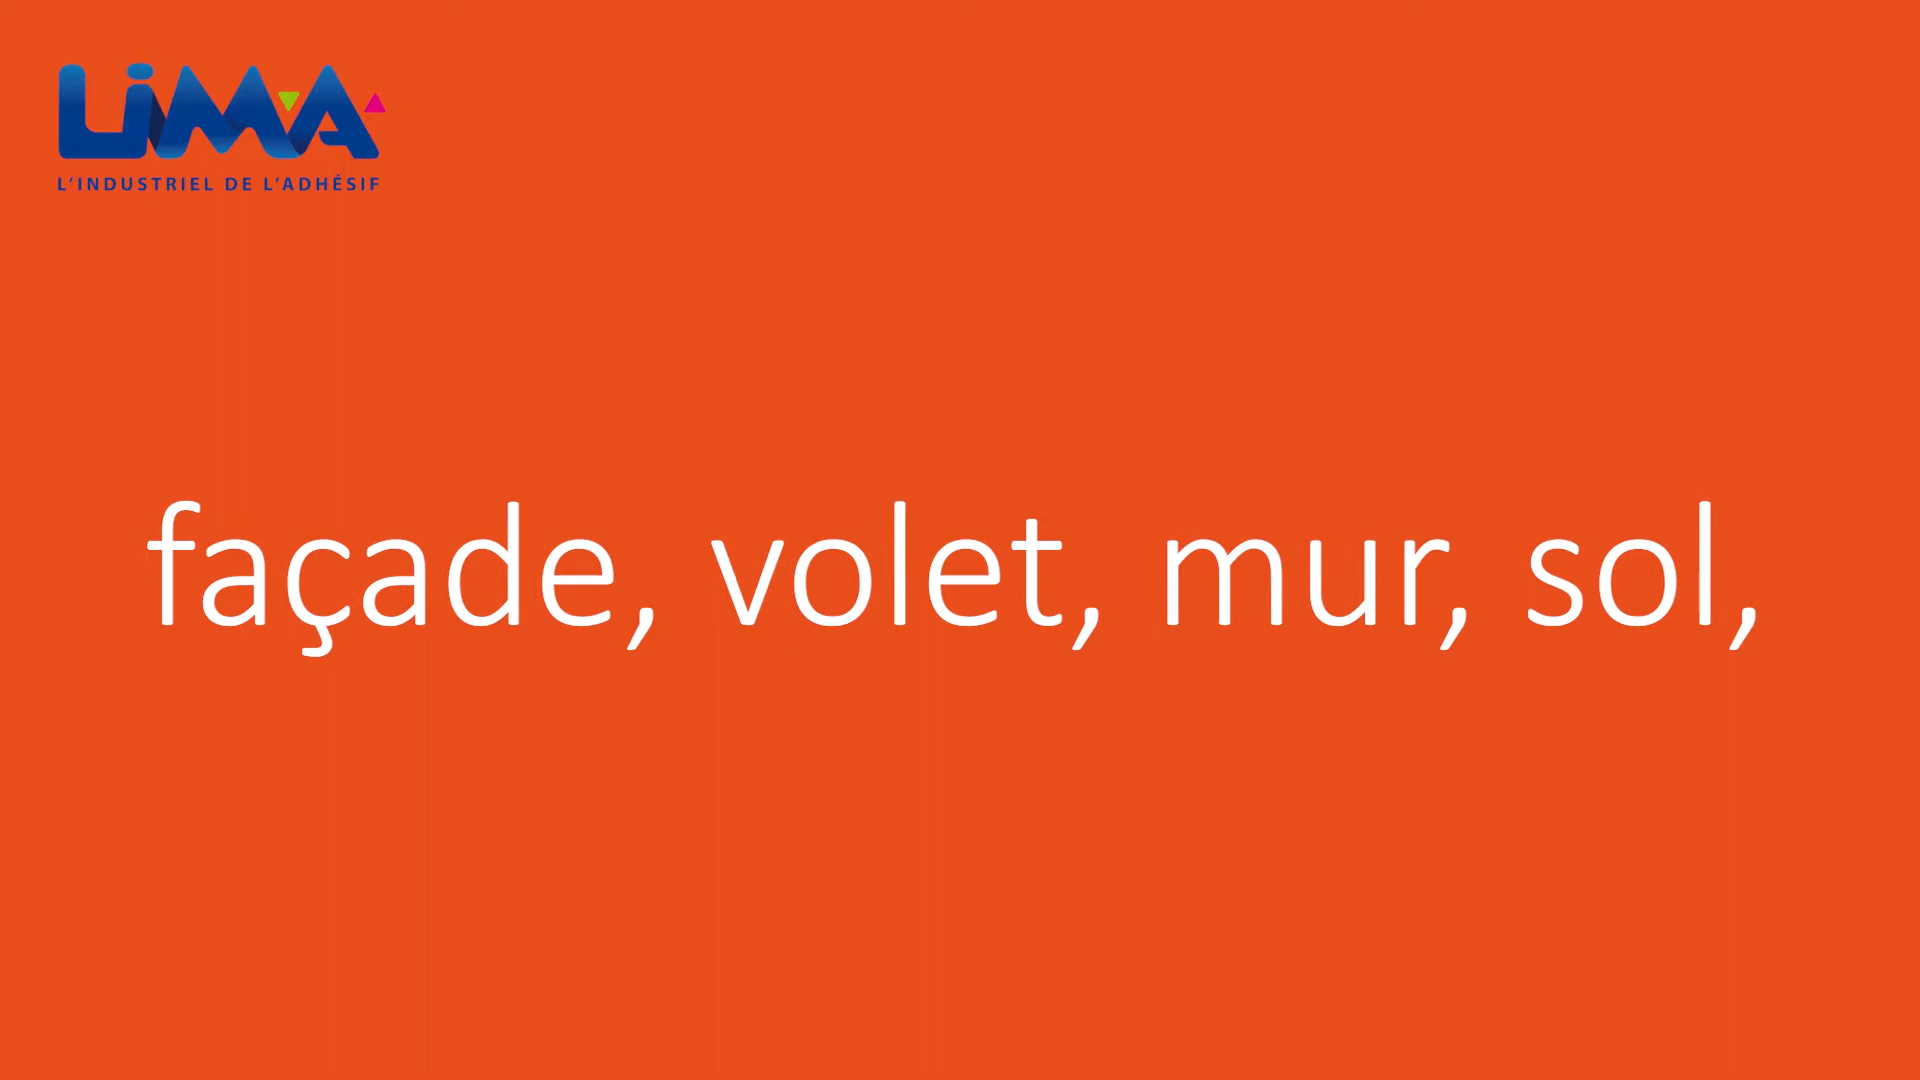 LiMA
L'INDUSTRIEL DE L'ADHÉSIF
façade, volet, mur, sol,